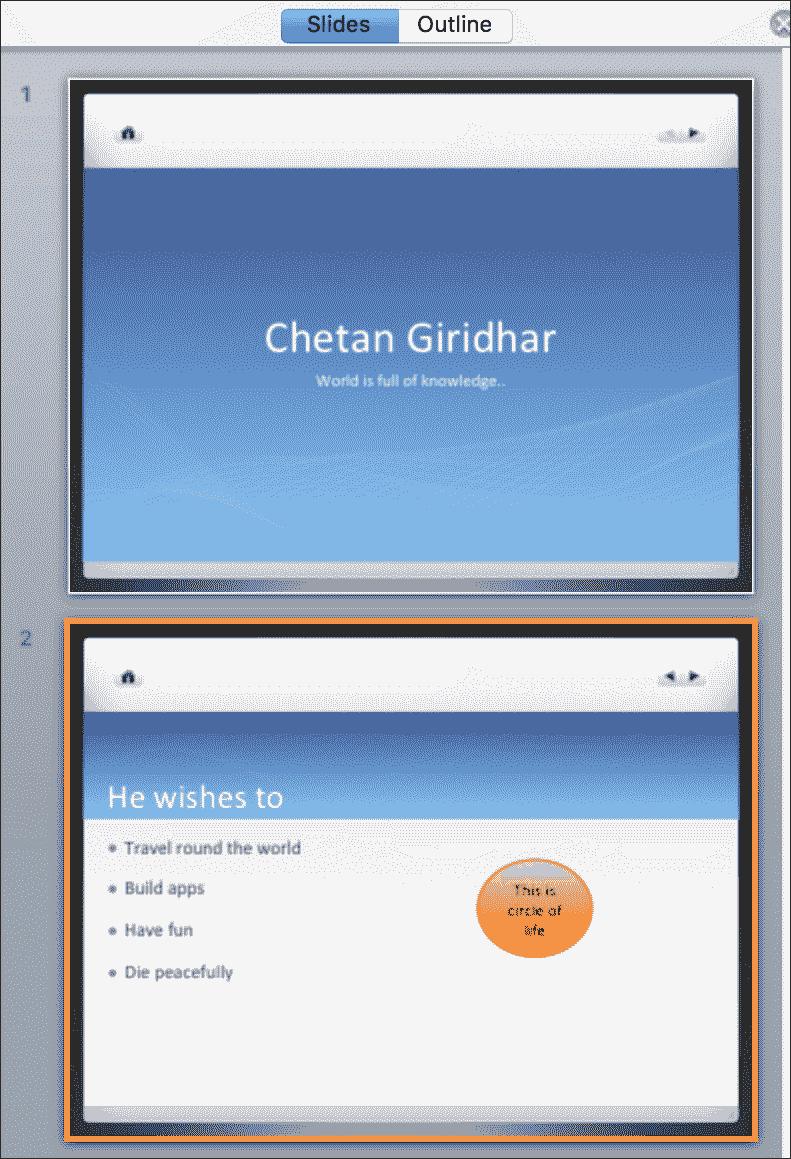 Slides Outline
1
Chetan Giridhar
World is full of knowledge..
2
He wishes to
Travel round the world
Build apps
Have fun
Die peacefully
This is
circle of
life